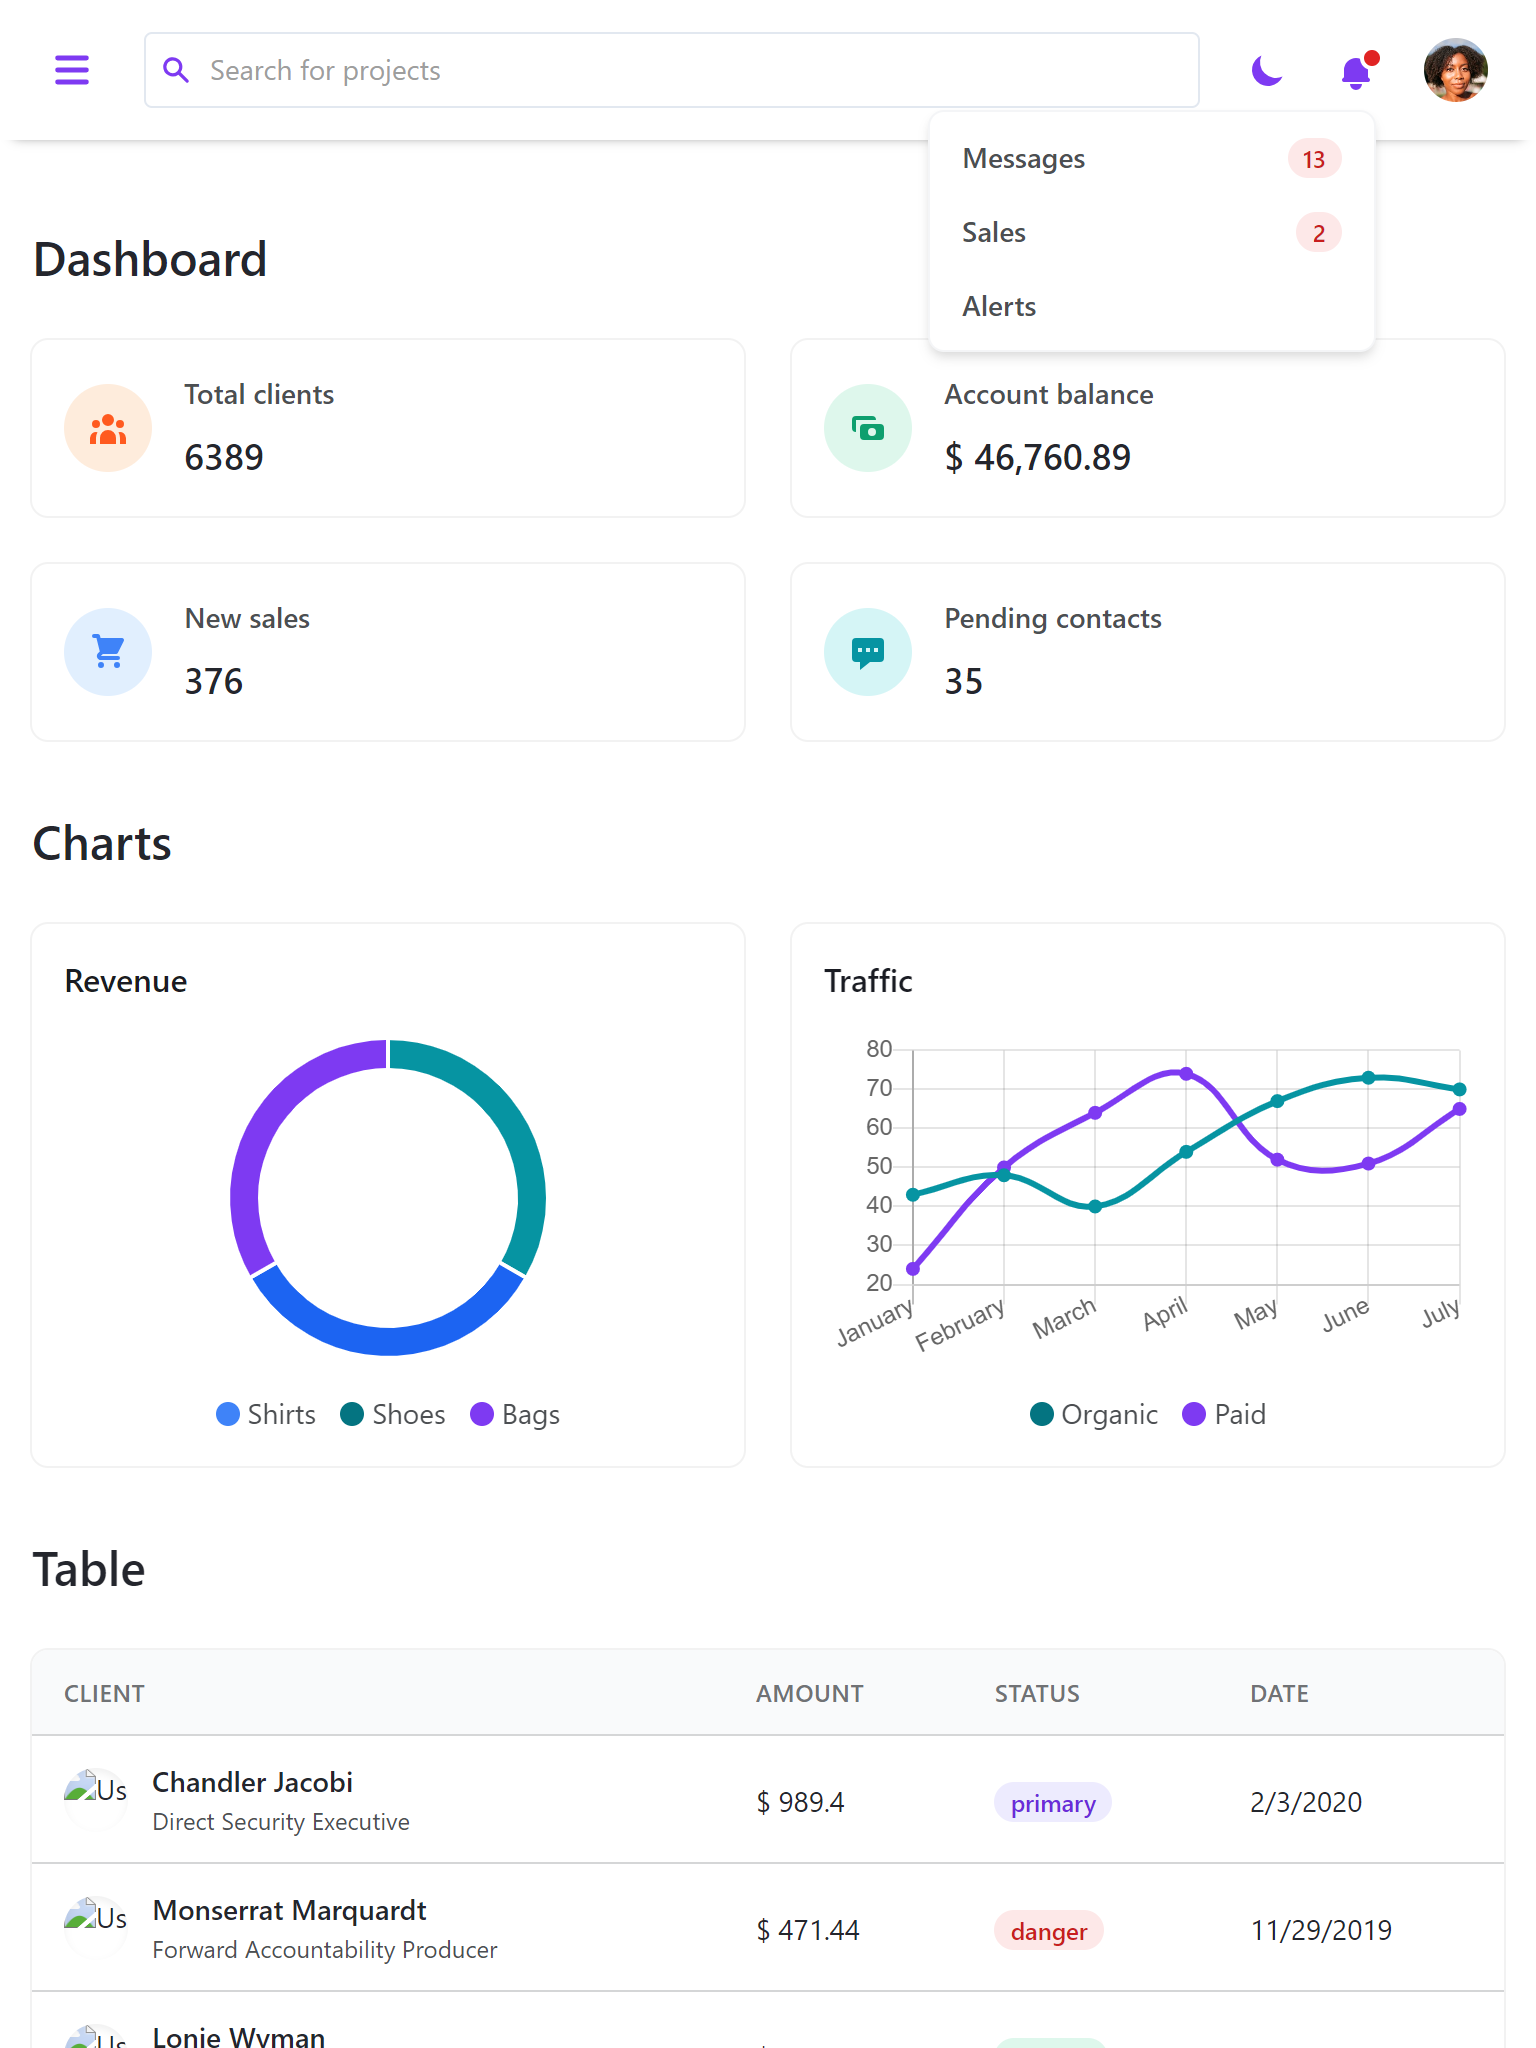 Search for projects
Messages 13
Sales 2
Alerts
Dashboard
Total clients
6389
Account balance
$ 46,760.89
New sales
376
Pending contacts
35
Charts
Revenue
Shirts Shoes Bags
Traffic
80
70
60
50
40
30
20
January February March April May June July
Organic Paid
Table
CLIENT AMOUNT STATUS DATE
Us Chandler Jacobi
Direct Security Executive
$ 989.4 primary 2/3/2020
Us Monserrat Marquardt
Forward Accountability Producer
$ 471.44 danger 11/29/2019
Us Lonie Wyman